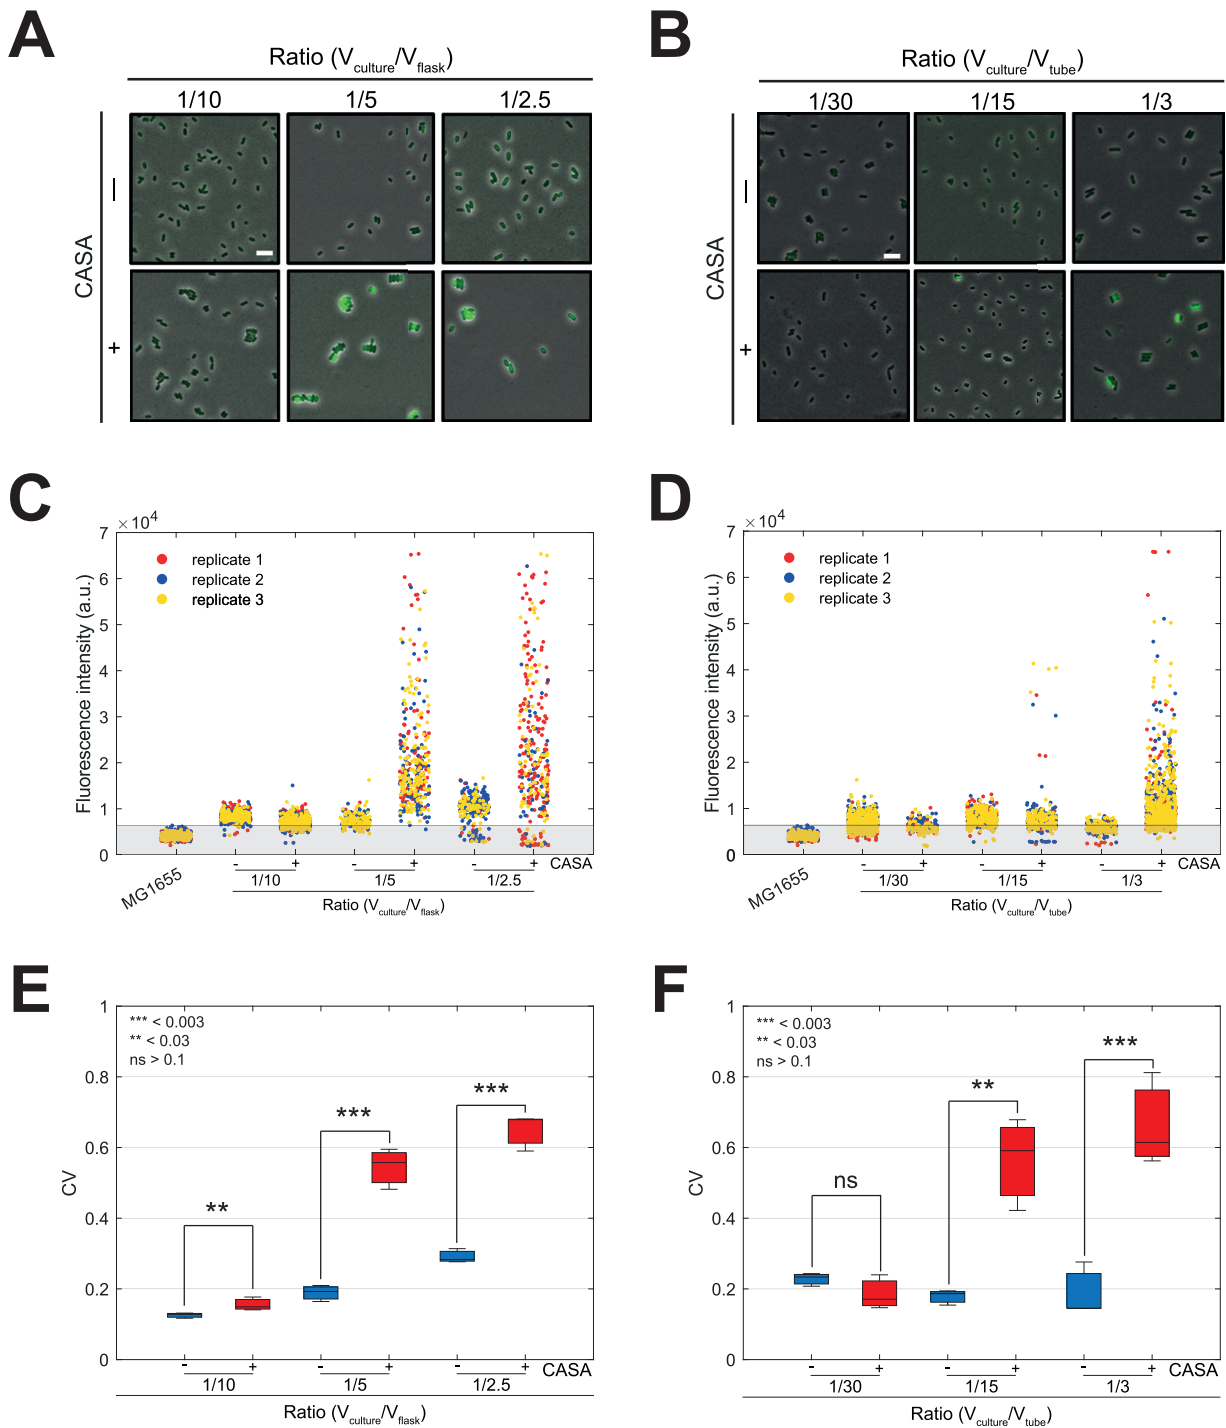 A
Ratio (Vculture/Vflask)
1/10 1/5 1/2.5
CASA
–
+
B
Ratio (Vculture/Vtube)
1/30 1/15 1/3
CASA
–
+
C
×10⁴
Fluorescence intensity (a.u.)
7
6
5
4
3
2
1
0
replicate 1
replicate 2
replicate 3
- + - + - + CASA
MG1655 1/10 1/5 1/2.5
Ratio (Vculture/Vflask)
D
×10⁴
Fluorescence intensity (a.u.)
7
6
5
4
3
2
1
0
replicate 1
replicate 2
replicate 3
- + - + - + CASA
MG1655 1/30 1/15 1/3
Ratio (Vculture/Vtube)
E
CV
1
0.8
0.6
0.4
0.2
0
*** < 0.003
** < 0.03
ns > 0.1
** *** ***
- + - + - + CASA
1/10 1/5 1/2.5
Ratio (Vculture/Vflask)
F
CV
1
0.8
0.6
0.4
0.2
0
*** < 0.003
** < 0.03
ns > 0.1
ns ** ***
- + - + - + CASA
1/30 1/15 1/3
Ratio (Vculture/Vtube)